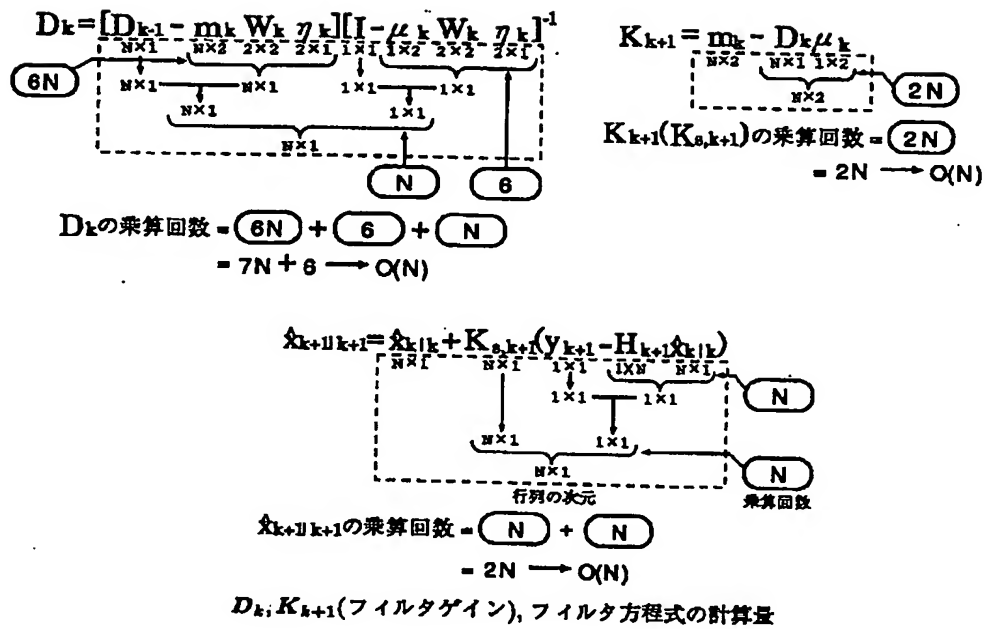 Dₖ=[Dₖ₋₁-mₖWₖηₖ][I-μₖWₖηₖ]⁻¹
N×1 N×2 2×2 2×1 1×1 1×2 2×2 2×1
6N
N×1 N×1 1×1 1×1
N×1 1×1
N×1
N 6
Dₖの乗算回数=6N+6+N
=7N+6→O(N)
Kₖ₊₁=mₖ-Dₖμₖ
N×2 N×1 1×2
N×2
2N
Kₖ₊₁(Kₛ,ₖ₊₁)の乗算回数=2N
=2N→O(N)
x̂ₖ₊₁|ₖ₊₁=x̂ₖ|ₖ+Kₛ,ₖ₊₁(yₖ₊₁-Hₖ₊₁x̂ₖ|ₖ)
N×1 N×1 1×1 1×N N×1
1×1 1×1
N
N×1 1×1
N×1
N
行列の次元
乗算回数
x̂ₖ₊₁|ₖ₊₁の乗算回数=N+N
=2N→O(N)
Dₖ,Kₖ₊₁(フィルタゲイン),フィルタ方程式の計算量